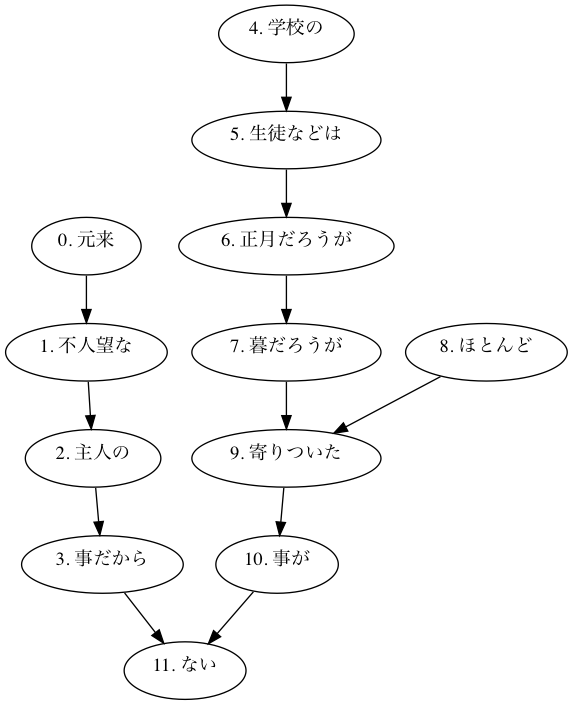 4. 学校の
5. 生徒などは
0. 元来
6. 正月だろうが
1. 不人望な
7. 暮だろうが
8. ほとんど
2. 主人の
9. 寄りついた
3. 事だから
10. 事が
11. ない